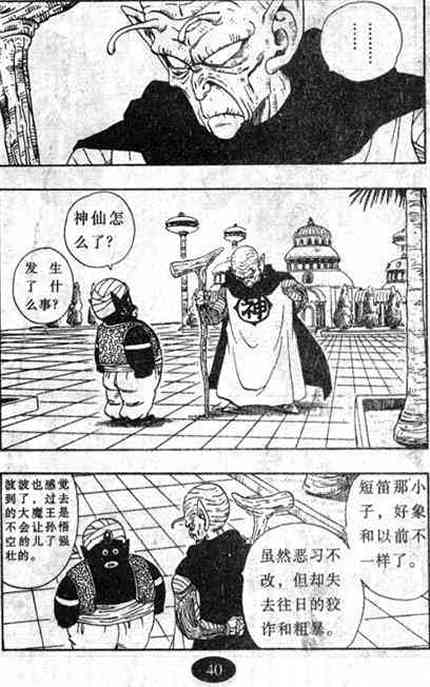 ……
神仙怎
么了？
发生
了什
么事？
神
短笛那小
子，好象
和以前不
一样了。
虽然恶习不
改，但却失
去往日的狡
诈和粗暴。
波波也感觉
到了，过去
的大魔王是
不会让孙悟
空的儿了强
壮的。
40